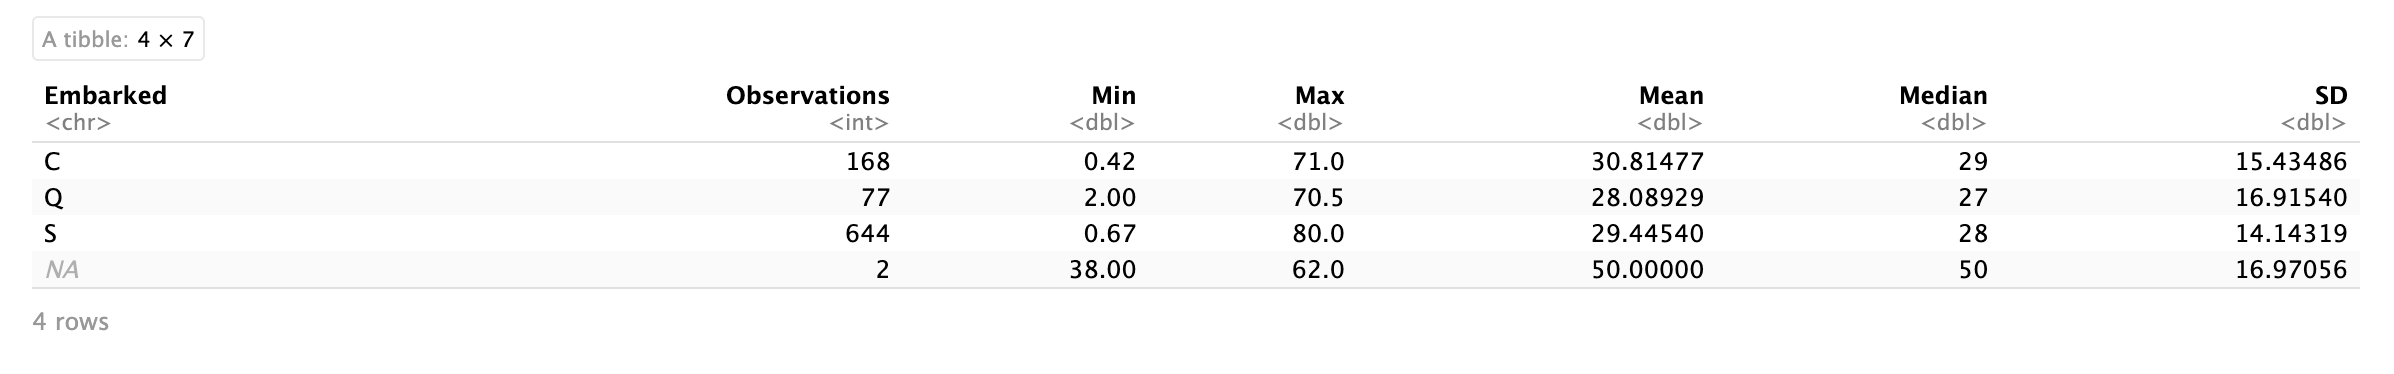 A tibble: 4 × 7
Embarked Observations Min Max Mean Median SD
<chr> <int> <dbl> <dbl> <dbl> <dbl> <dbl>
C 168 0.42 71.0 30.81477 29 15.43486
Q 77 2.00 70.5 28.08929 27 16.91540
S 644 0.67 80.0 29.44540 28 14.14319
NA 2 38.00 62.0 50.00000 50 16.97056
4 rows